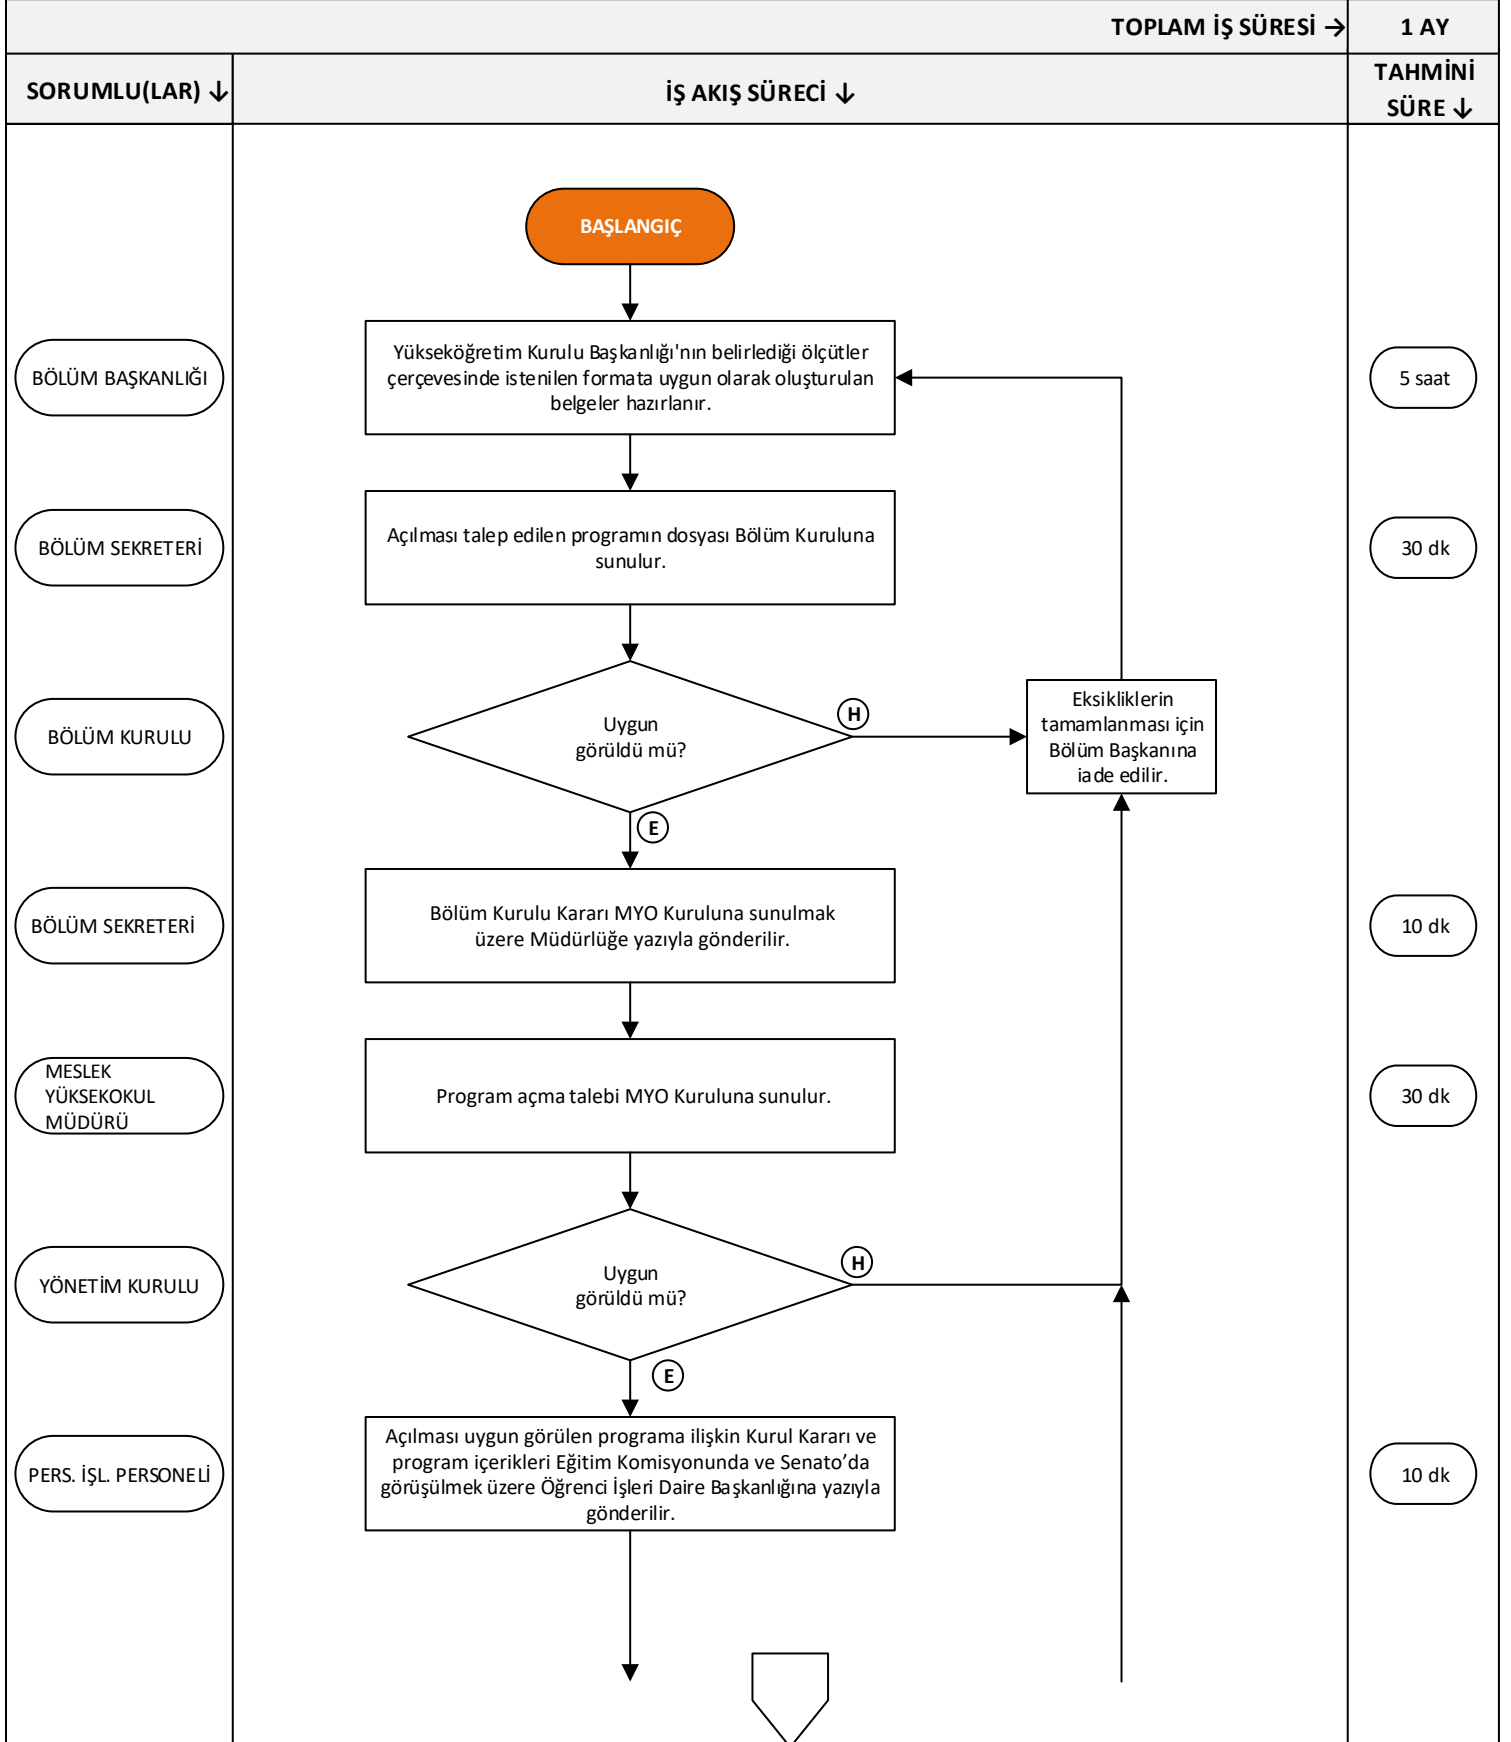 TOPLAM İŞ SÜRESİ →
1 AY
SORUMLU(LAR) ↓
İŞ AKIŞ SÜRECİ ↓
TAHMİNİ
SÜRE ↓
BAŞLANGIÇ
BÖLÜM BAŞKANLIĞI
Yükseköğretim Kurulu Başkanlığı'nın belirlediği ölçütler
çerçevesinde istenilen formata uygun olarak oluşturulan
belgeler hazırlanır.
5 saat
BÖLÜM SEKRETERİ
Açılması talep edilen programın dosyası Bölüm Kuruluna
sunulur.
30 dk
BÖLÜM KURULU
Uygun
görüldü mü?
H
Eksikliklerin
tamamlanması için
Bölüm Başkanına
iade edilir.
E
BÖLÜM SEKRETERİ
Bölüm Kurulu Kararı MYO Kuruluna sunulmak
üzere Müdürlüğe yazıyla gönderilir.
10 dk
MESLEK
YÜKSEKOKUL
MÜDÜRÜ
Program açma talebi MYO Kuruluna sunulur.
30 dk
YÖNETİM KURULU
Uygun
görüldü mü?
H
E
PERS. İŞL. PERSONELİ
Açılması uygun görülen programa ilişkin Kurul Kararı ve
program içerikleri Eğitim Komisyonunda ve Senato’da
görüşülmek üzere Öğrenci İşleri Daire Başkanlığına yazıyla
gönderilir.
10 dk